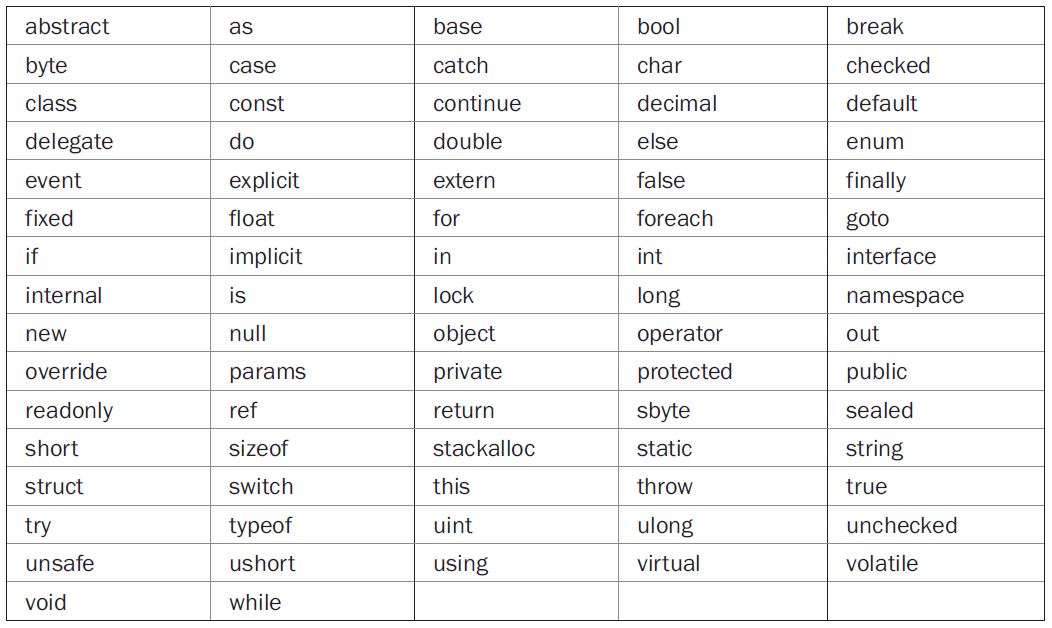 abstract as base bool break
byte case catch char checked
class const continue decimal default
delegate do double else enum
event explicit extern false finally
fixed float for foreach goto
if implicit in int interface
internal is lock long namespace
new null object operator out
override params private protected public
readonly ref return sbyte sealed
short sizeof stackalloc static string
struct switch this throw true
try typeof uint ulong unchecked
unsafe ushort using virtual volatile
void while